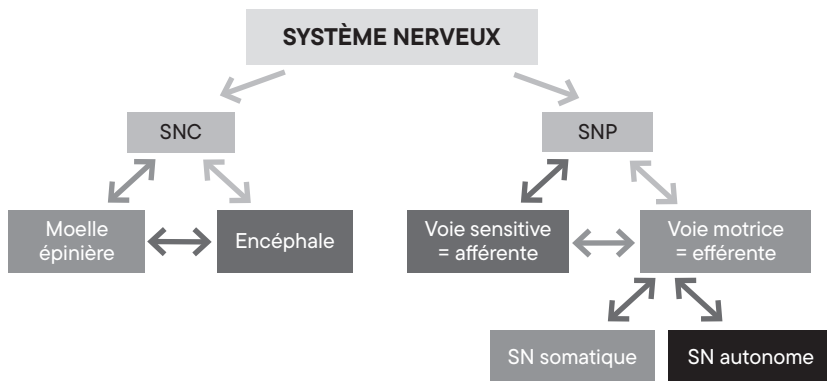 SYSTÈME NERVEUX
SNC
SNP
Moelle
épinière
Encéphale
Voie sensitive
= afférente
Voie motrice
= efférente
SN somatique
SN autonome